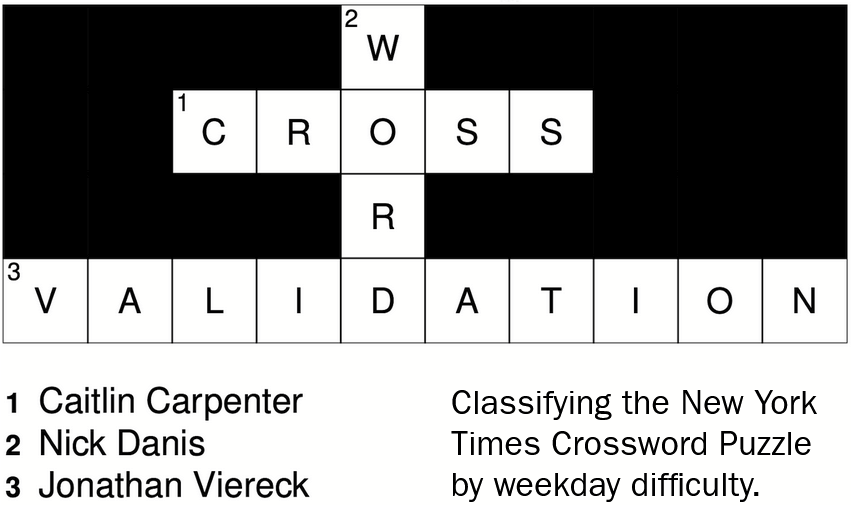 2
W
1
C R O S S
R
3
V A L I D A T I O N
1 Caitlin Carpenter
2 Nick Danis
3 Jonathan Viereck
Classifying the New York
Times Crossword Puzzle
by weekday difficulty.